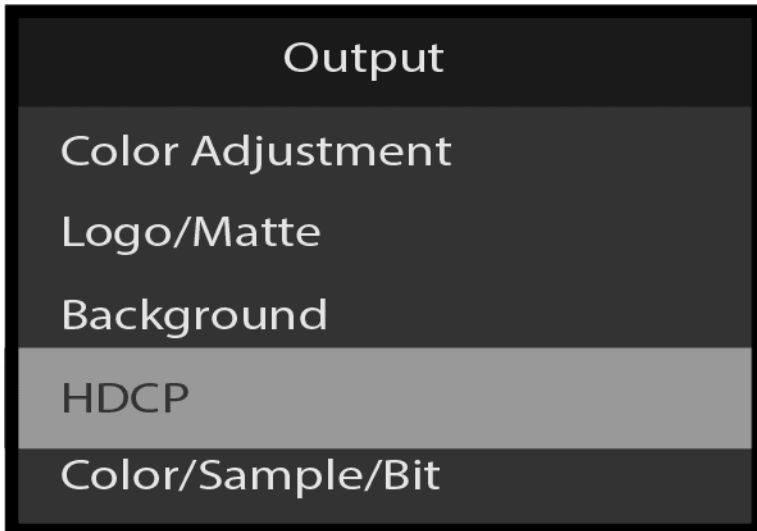 Output
Color Adjustment
Logo/Matte
Background
HDCP
Color/Sample/Bit